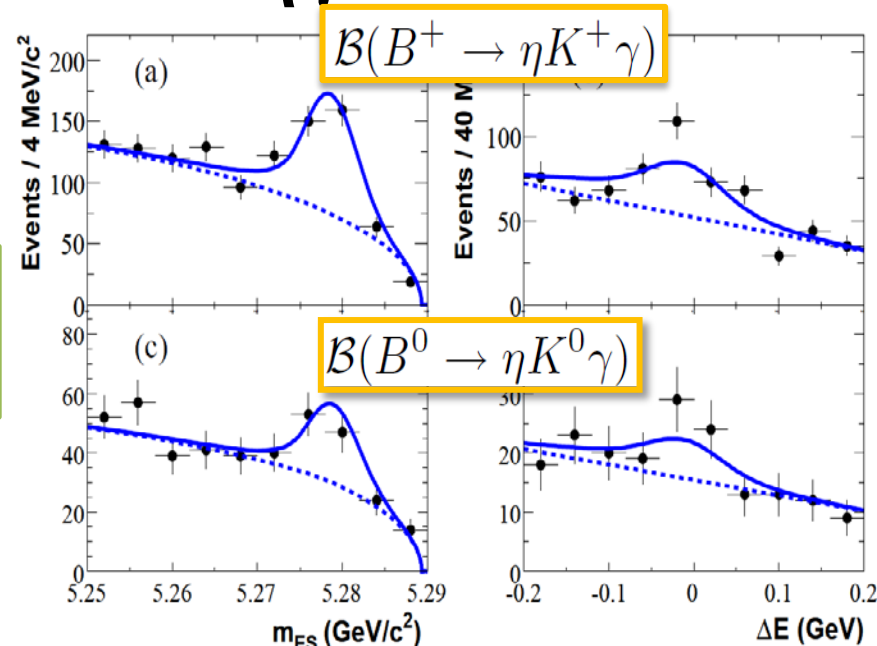 B(B⁺ → ηK⁺γ)
(a)
Events / 4 MeV/c²
200
150
100
50
0
Events / 40 M
100
50
0
B(B⁰ → ηK⁰γ)
(c)
80
60
40
20
0
30
20
10
0
5.25 5.26 5.27 5.28 5.29
m_ES (GeV/c²)
-0.2 -0.1 0 0.1 0.2
ΔE (GeV)